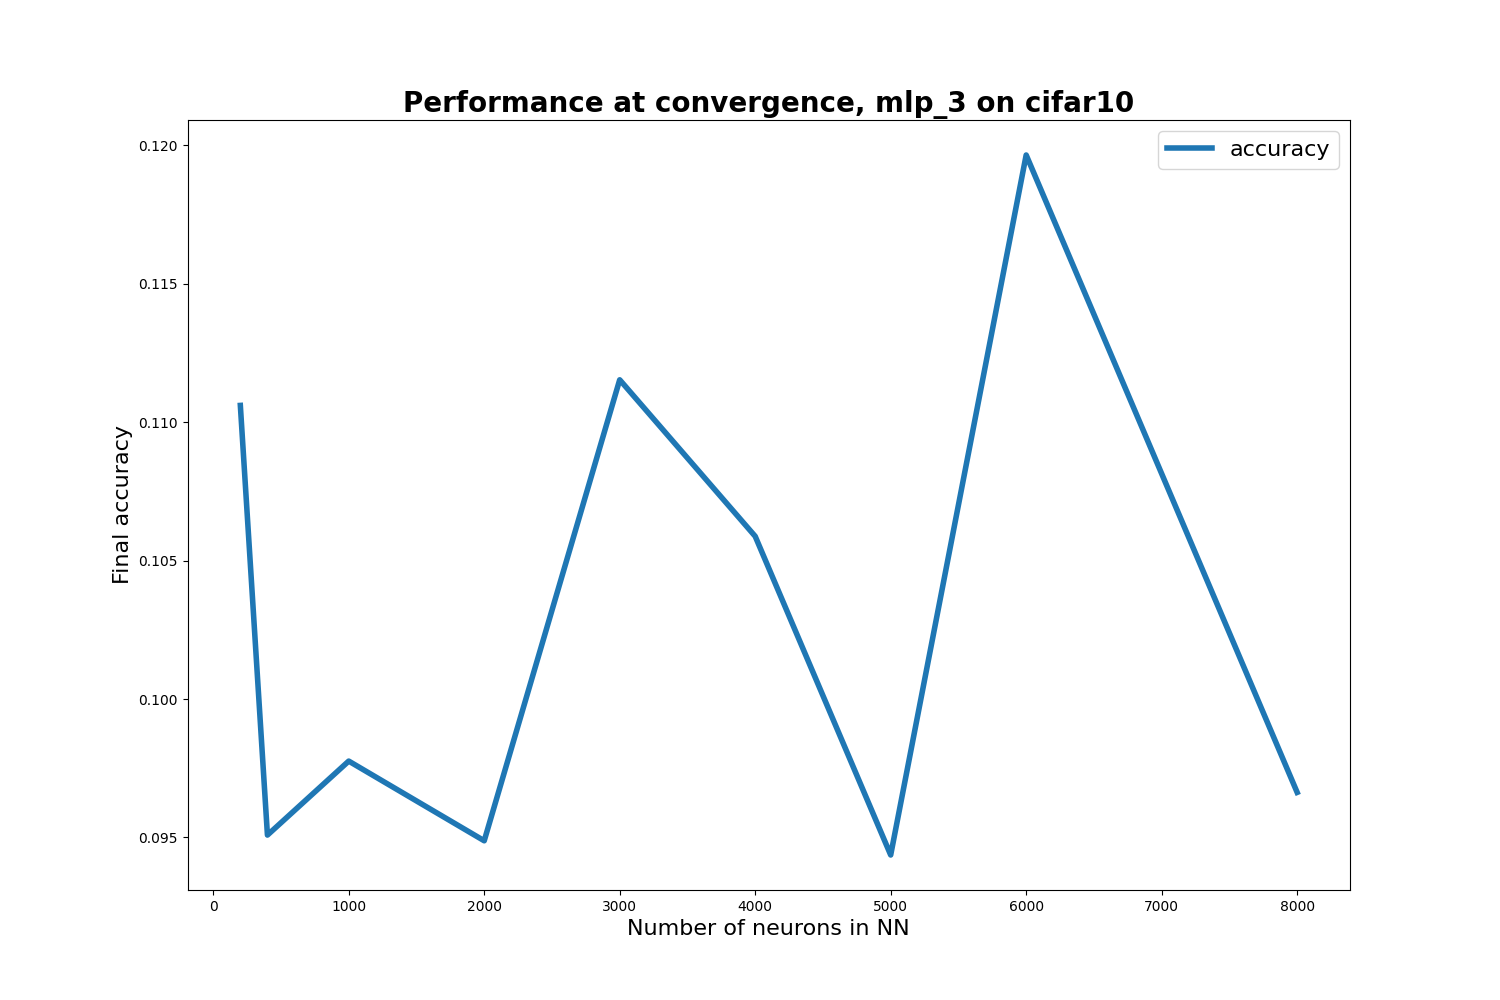 Performance at convergence, mlp_3 on cifar10
accuracy
0.120
0.115
0.110
0.105
0.100
0.095
Final accuracy
0 1000 2000 3000 4000 5000 6000 7000 8000
Number of neurons in NN